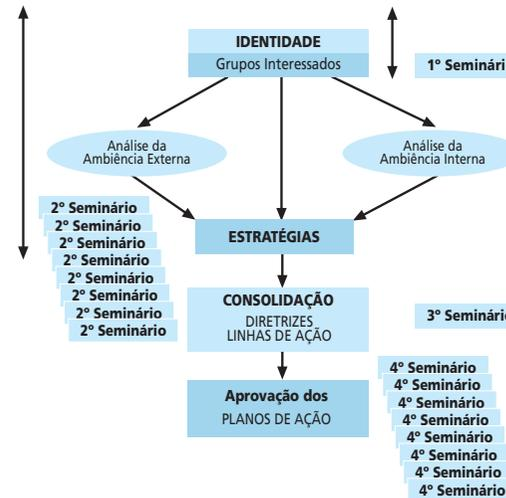 IDENTIDADE
Grupos Interessados
1º Seminári
Análise da
Ambiência Externa
Análise da
Ambiência Interna
2º Seminário
2º Seminário
2º Seminário
2º Seminário
2º Seminário
2º Seminário
2º Seminário
2º Seminário
ESTRATÉGIAS
CONSOLIDAÇÃO
DIRETRIZES
LINHAS DE AÇÃO
3º Seminário
Aprovação dos
PLANOS DE AÇÃO
4º Seminário
4º Seminário
4º Seminário
4º Seminário
4º Seminário
4º Seminário
4º Seminário
4º Seminário